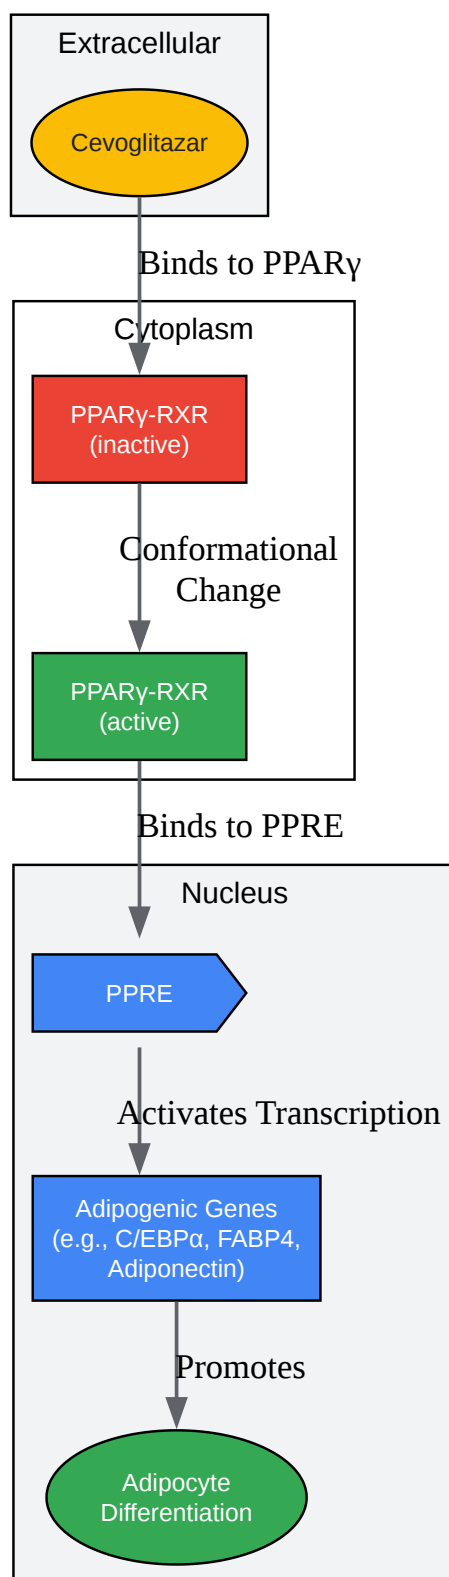 Extracellular
Cevoglitazar
Binds to PPARγ
Cytoplasm
PPARγ-RXR
(inactive)
Conformational
Change
PPARγ-RXR
(active)
Binds to PPRE
Nucleus
PPRE
Activates Transcription
Adipogenic Genes
(e.g., C/EBPα, FABP4,
Adiponectin)
Promotes
Adipocyte
Differentiation